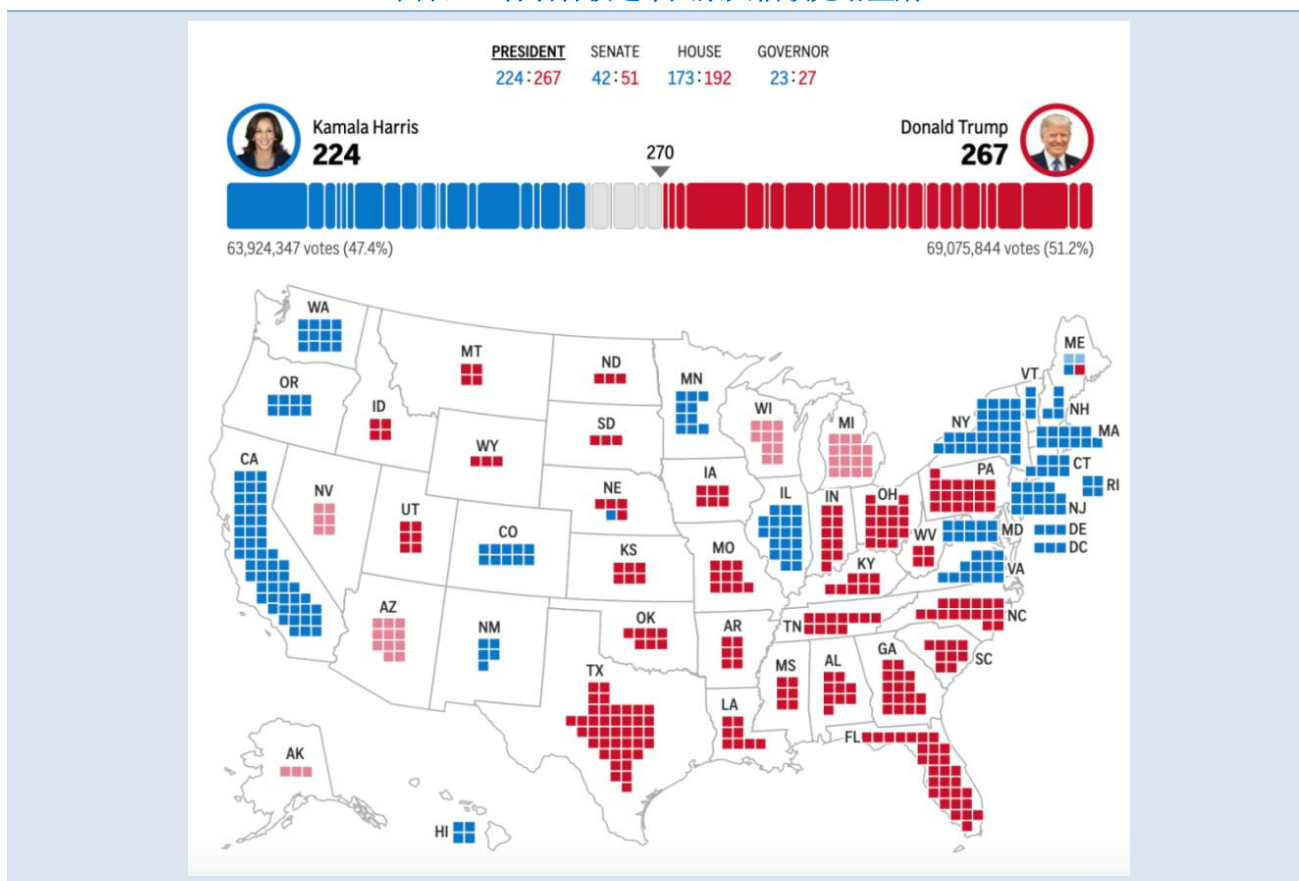 PRESIDENT SENATE HOUSE GOVERNOR
224:267 42:51 173:192 23:27
Kamala Harris
224
270
Donald Trump
267
63,924,347 votes (47.4%)
69,075,844 votes (51.2%)
WA
ME
MT
ND
VT
OR
MN
ID
WI
NY
NH
SD
MI
MA
WY
CA
CT
IA
PA
RI
NV
NE
IL
IN
OH
NJ
UT
CO
WV
MD
DE
DC
KS
MO
KY
VA
AZ
NM
OK
AR
TN
NC
TX
MS
AL
GA
SC
LA
FL
AK
HI